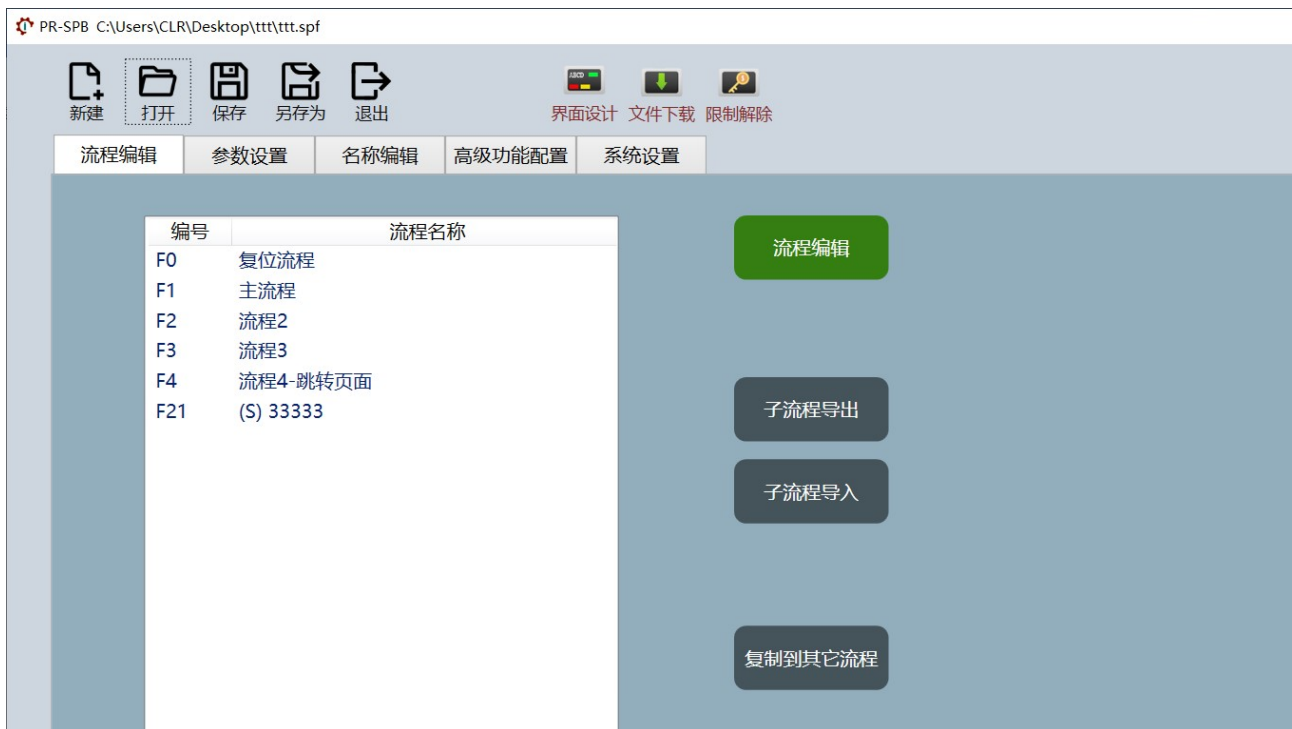 PR-SPB C:\Users\CLR\Desktop\ttt\ttt.spf
新建 打开 保存 另存为 退出 界面设计 文件下载 限制解除
流程编辑 参数设置 名称编辑 高级功能配置 系统设置
编号 流程名称
F0 复位流程
F1 主流程
F2 流程2
F3 流程3
F4 流程4-跳转页面
F21 (S) 33333
流程编辑
子流程导出
子流程导入
复制到其它流程